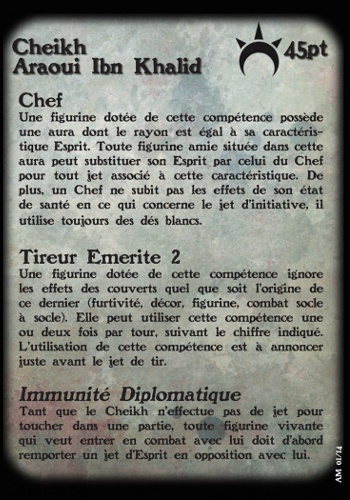 Cheikh
Araoui Ibn Khalid
45pt
Chef
Une figurine dotée de cette compétence possède
une aura dont le rayon est égal à sa caractéris-
tique Esprit. Toute figurine amie située dans cette
aura peut substituer son Esprit par celui du Chef
pour tout jet associé à cette caractéristique. De
plus, un Chef ne subit pas les effets de son état
de santé en ce qui concerne le jet d'initiative, il
utilise toujours des dés blancs.
Tireur Emerite 2
Une figurine dotée de cette compétence ignore
les effets des couverts quel que soit l'origine de
ce dernier (furtivité, décor, figurine, combat socle
à socle). Elle peut utiliser cette compétence une
ou deux fois par tour, suivant le chiffre indiqué.
L'utilisation de cette compétence est à annoncer
juste avant le jet de tir.
Immunité Diplomatique
Tant que le Cheikh n'effectue pas de jet pour
toucher dans une partie, toute figurine vivante
qui veut entrer en combat avec lui doit d'abord
remporter un jet d'Esprit en opposition avec lui.
AM 01/14